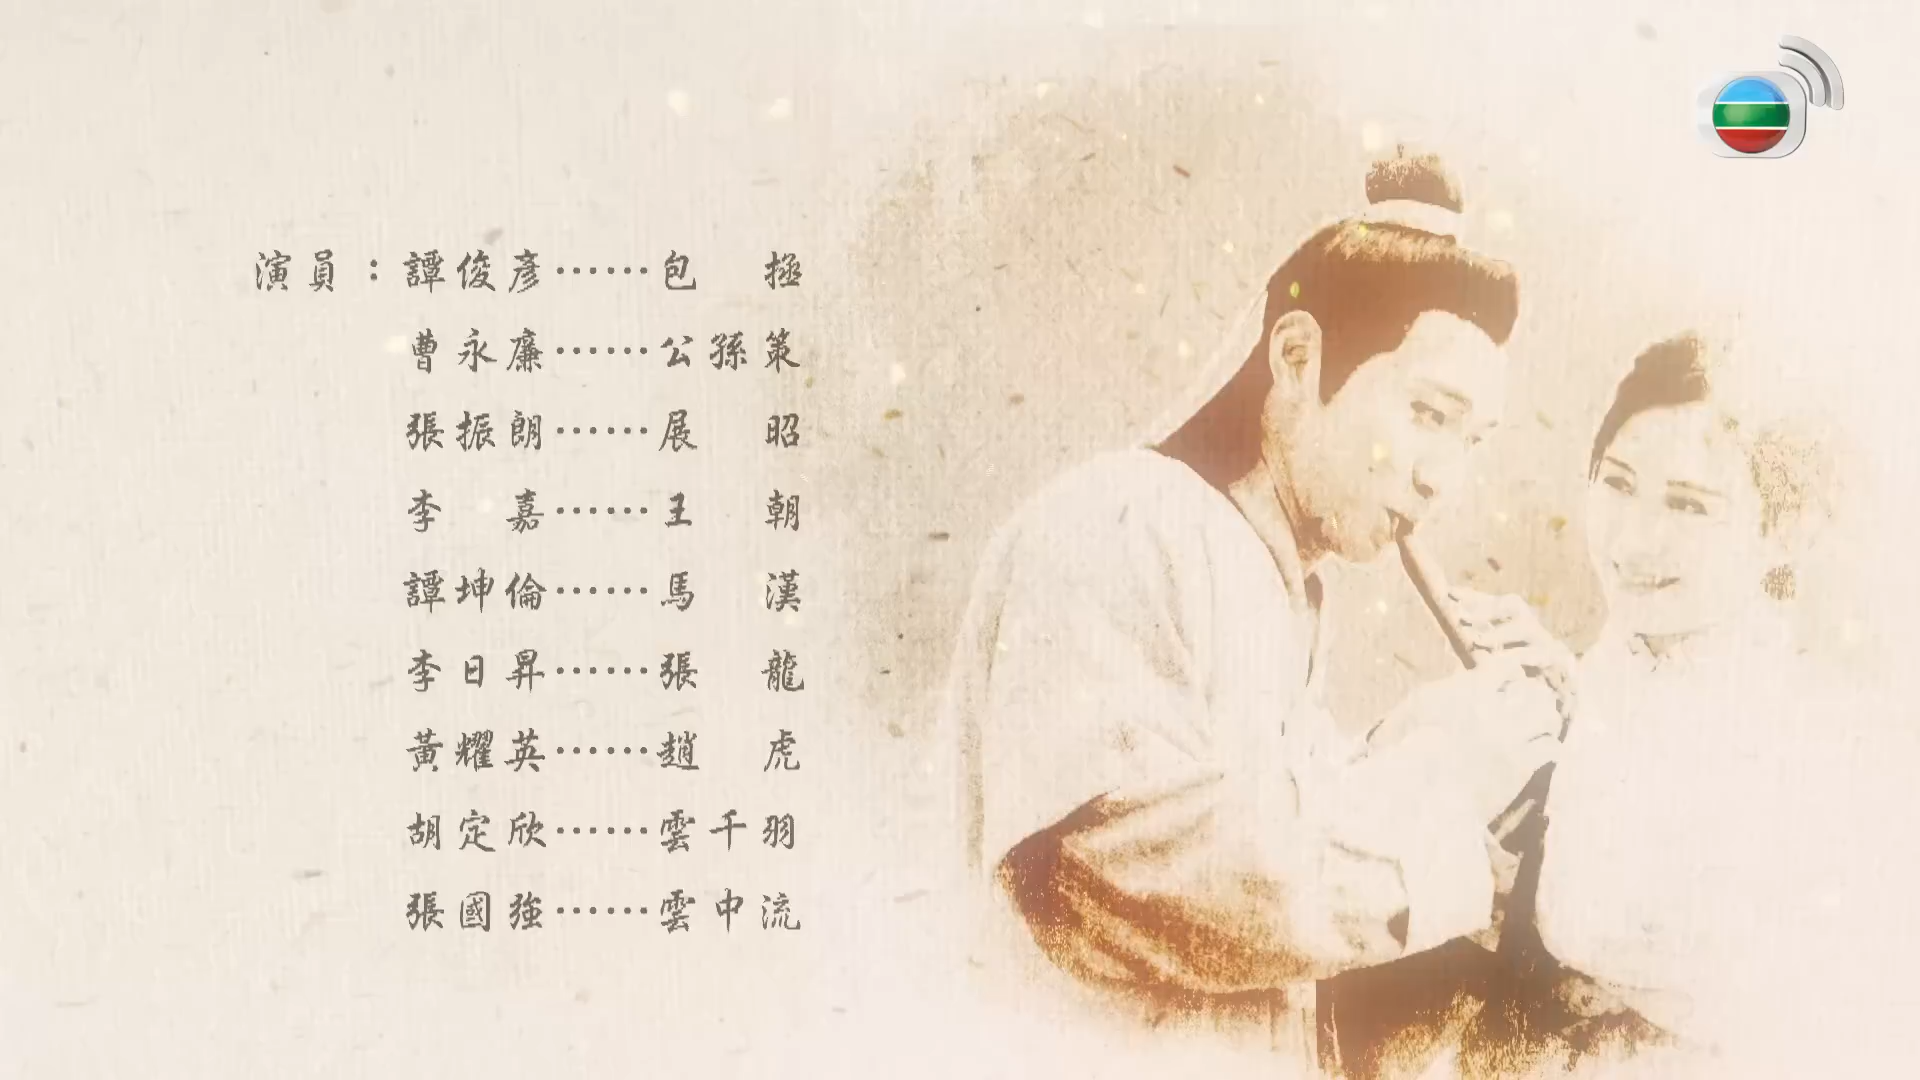 演員：譚俊彥……包拯
曹永廉……公孫策
張振朗……展昭
李嘉……王朝
譚坤倫……馬漢
李日昇……張龍
黃耀英……趙虎
胡定欣……雲千羽
張國強……雲中流